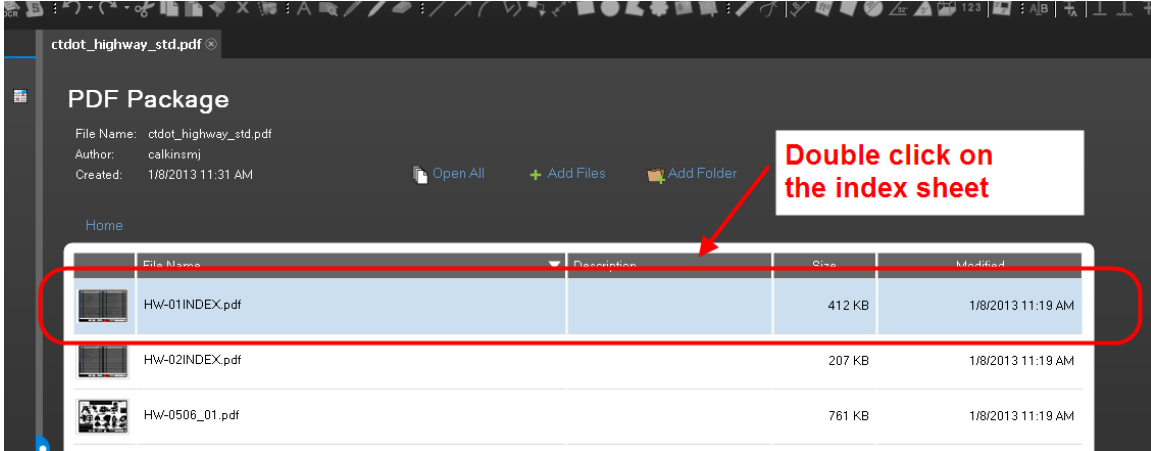 OCR
123
A B
ctdot_highway_std.pdf
PDF Package
File Name: ctdot_highway_std.pdf
Author: calkinsmj
Created: 1/8/2013 11:31 AM
Open All Add Files Add Folder
Double click on
the index sheet
Home
File Name Description Size Modified
HW-01INDEX.pdf 412 KB 1/8/2013 11:19 AM
HW-02INDEX.pdf 207 KB 1/8/2013 11:19 AM
HW-0506_01.pdf 761 KB 1/8/2013 11:19 AM